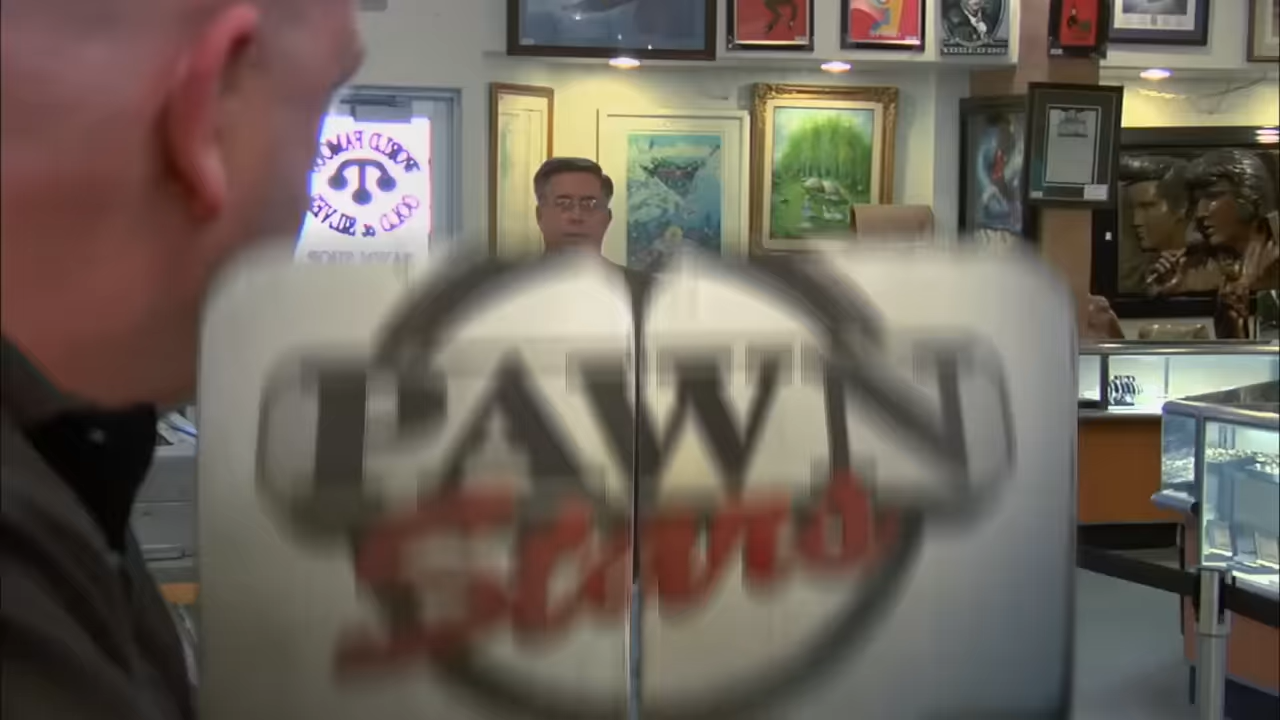 WORLD FAMOUS
GOLD & SILVER
PAWN SHOP
PAWN
Stars